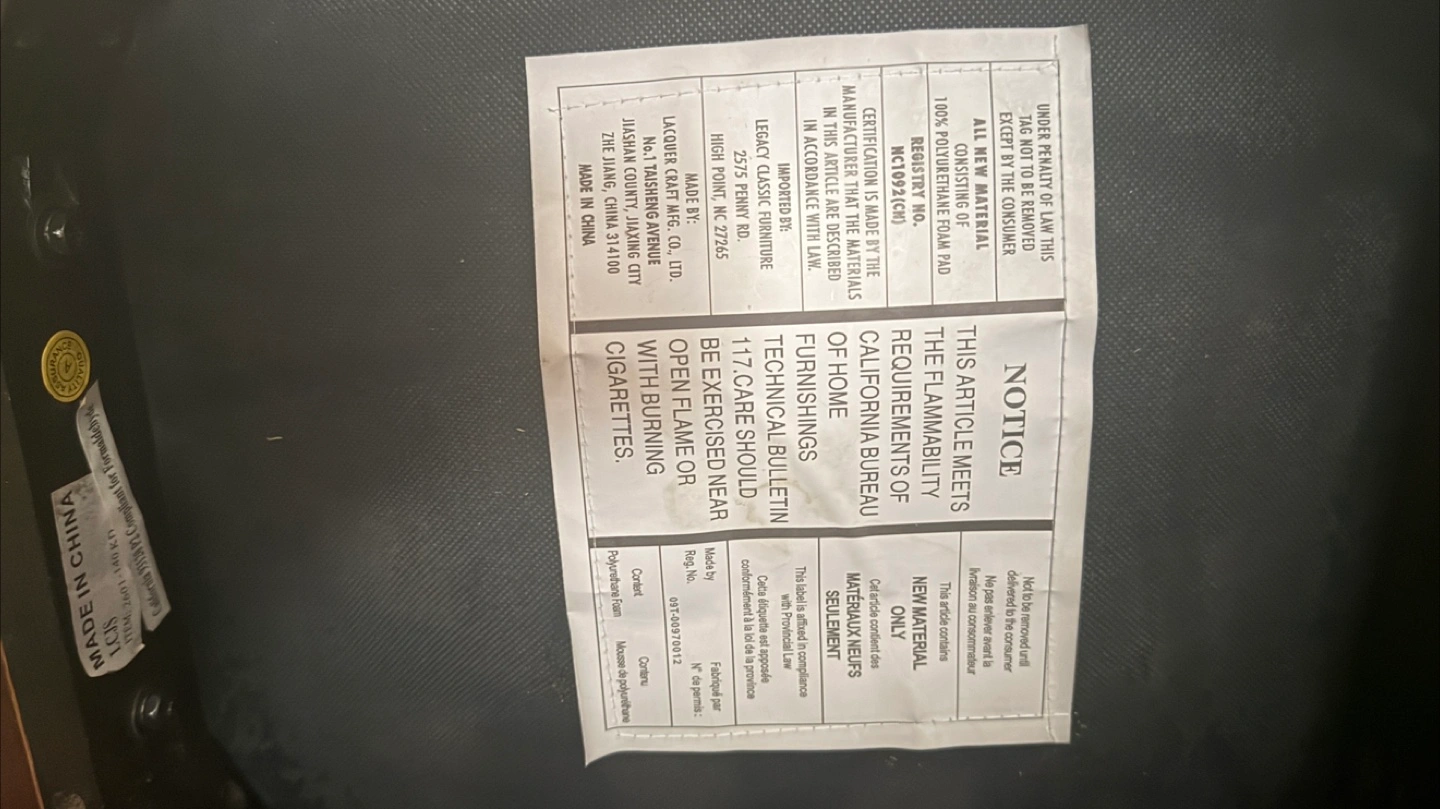 UNDER PENALTY OF LAW THIS
TAG NOT TO BE REMOVED
EXCEPT BY THE CONSUMER
ALL NEW MATERIAL
CONSISTING OF
100% POLYURETHANE FOAM PAD
REGISTRY NO.
NC1092(CN)
CERTIFICATION IS MADE BY THE
MANUFACTURER THAT THE MATERIALS
IN THIS ARTICLE ARE DESCRIBED
IN ACCORDANCE WITH LAW.
IMPORTED BY:
LEGACY CLASSIC FURNITURE
2575 PENNY RD.
HIGH POINT, NC 27265
MADE BY:
LACQUER CRAFT MFG. CO., LTD.
No.1 TAISHENG AVENUE
JIASHAN COUNTY, JIAXING CITY
ZHE JIANG, CHINA 314100
MADE IN CHINA
NOTICE
THIS ARTICLE MEETS
THE FLAMMABILITY
REQUIREMENTS OF
CALIFORNIA BUREAU
OF HOME
FURNISHINGS
TECHNICAL BULLETIN
117.CARE SHOULD
BE EXERCISED NEAR
OPEN FLAME OR
WITH BURNING
CIGARETTES.
Not to be removed until
delivered to the consumer
Ne pas enlever avant la
livraison au consommateur
This article contains
NEW MATERIAL
ONLY
Cet article contient des
MATÉRIAUX NEUFS
SEULEMENT
This label is affixed in compliance
with Provincial Law
Cette étiquette est apposée
conformément à la loi de la province
Made by Fabriqué par
Reg. No. N° de permis:
09T-00970012
Content Contenu
Polyurethane Foam Mousse de polyuréthane
QUALITY
ASSURANCE
California 93120 Compliant for Formaldehyde
LCJS
MADE IN CHINA